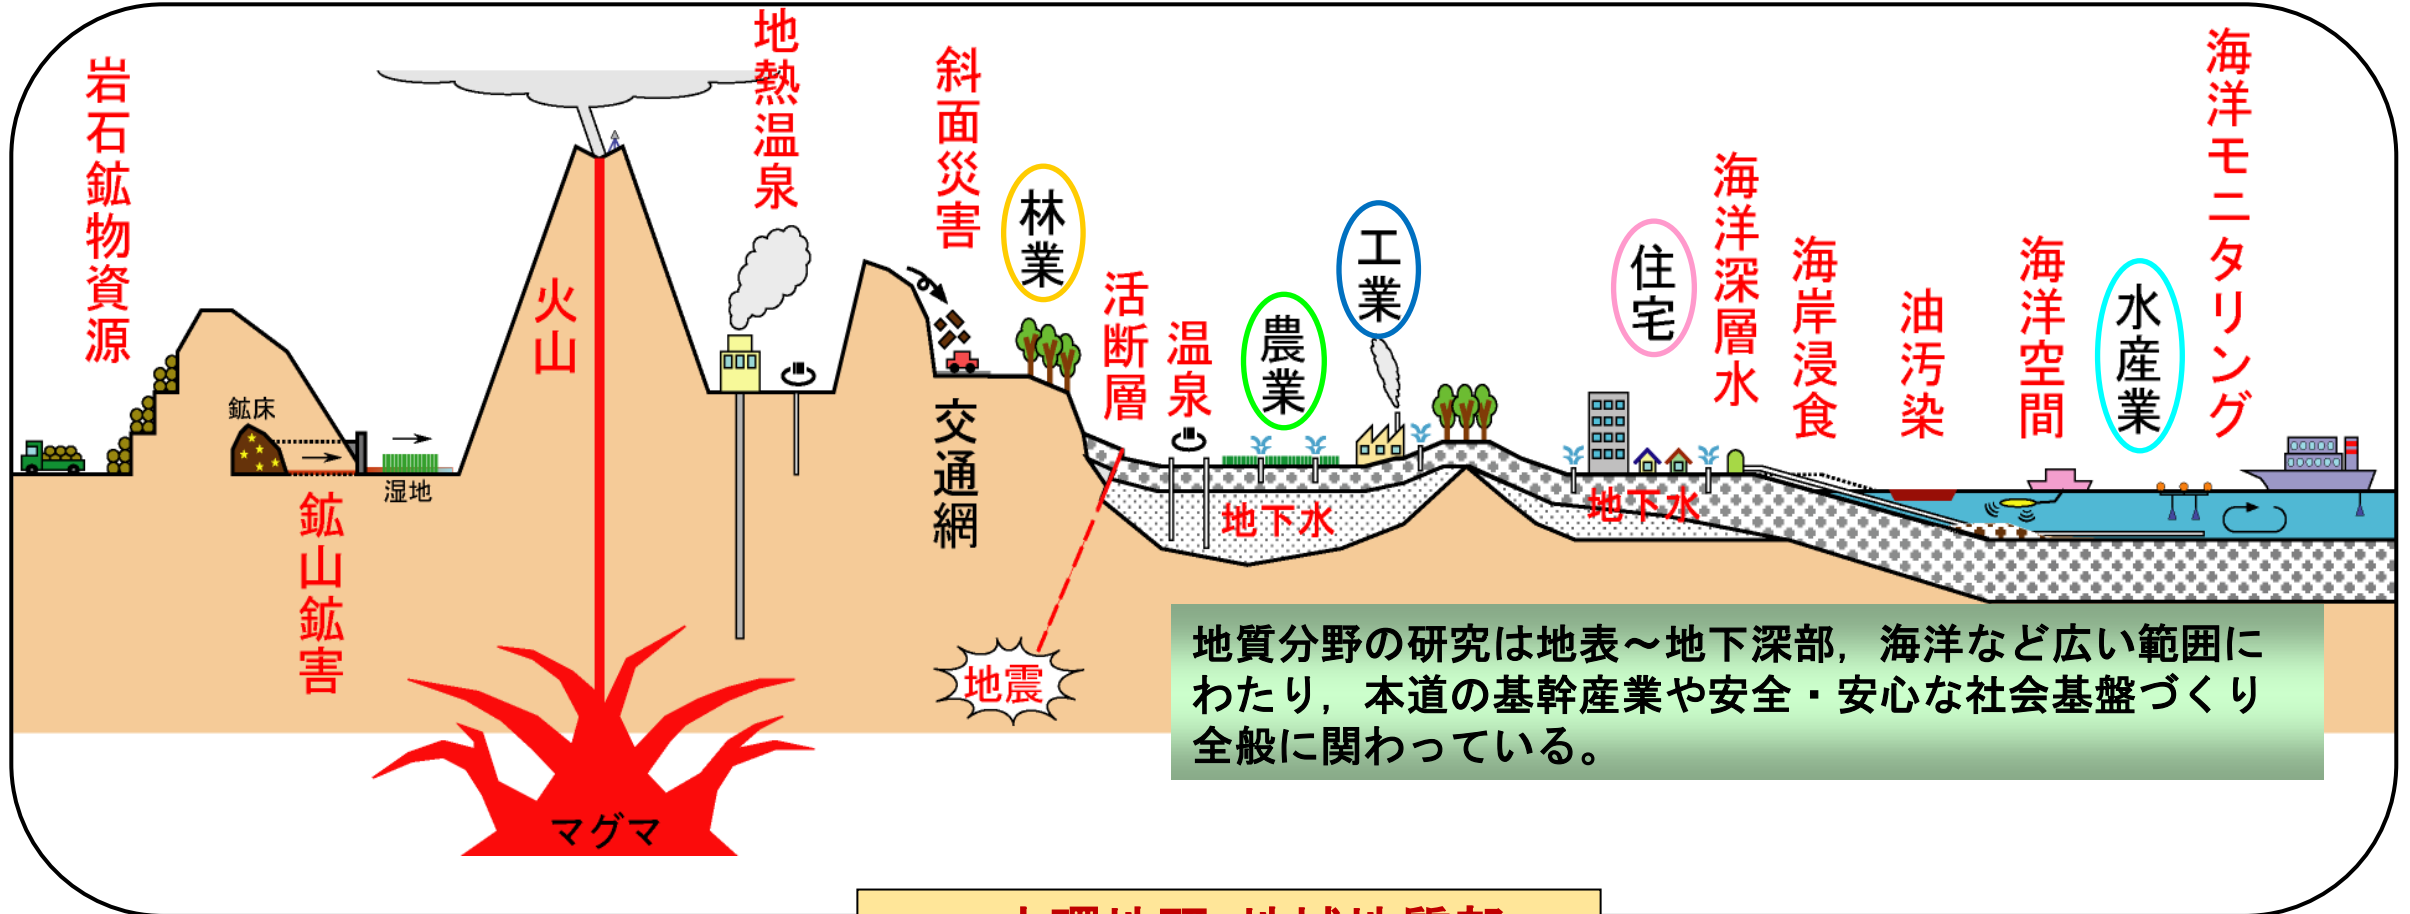 岩石鉱物資源
鉱床
湿地
鉱山鉱害
火山
マグマ
地熱温泉
斜面災害
林業
交通網
地震
活断層
温泉
農業
工業
地下水
住宅
地下水
海洋深層水
海岸浸食
油汚染
海洋空間
水産業
海洋モニタリング
地質分野の研究は地表～地下深部，海洋など広い範囲に
わたり，本道の基幹産業や安全・安心な社会基盤づくり
全般に関わっている。